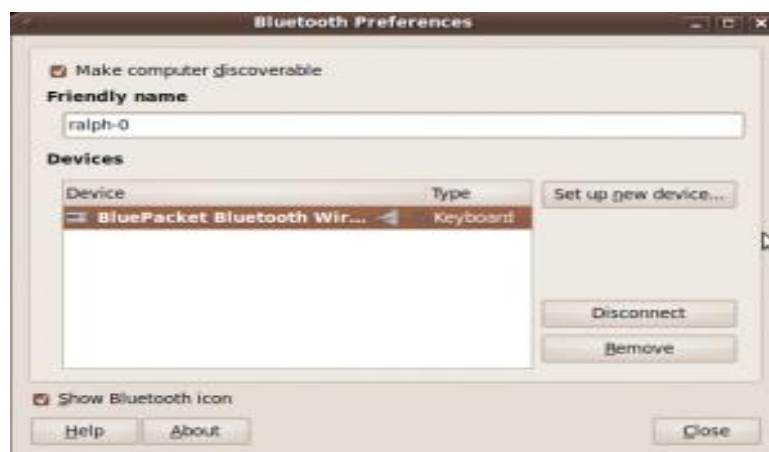 Bluetooth Preferences
Make computer discoverable
Friendly name
ralph-0
Devices
Device Type
Set up new device...
BluePacket Bluetooth Wir... Keyboard
Disconnect
Remove
Show Bluetooth icon
Help About Close